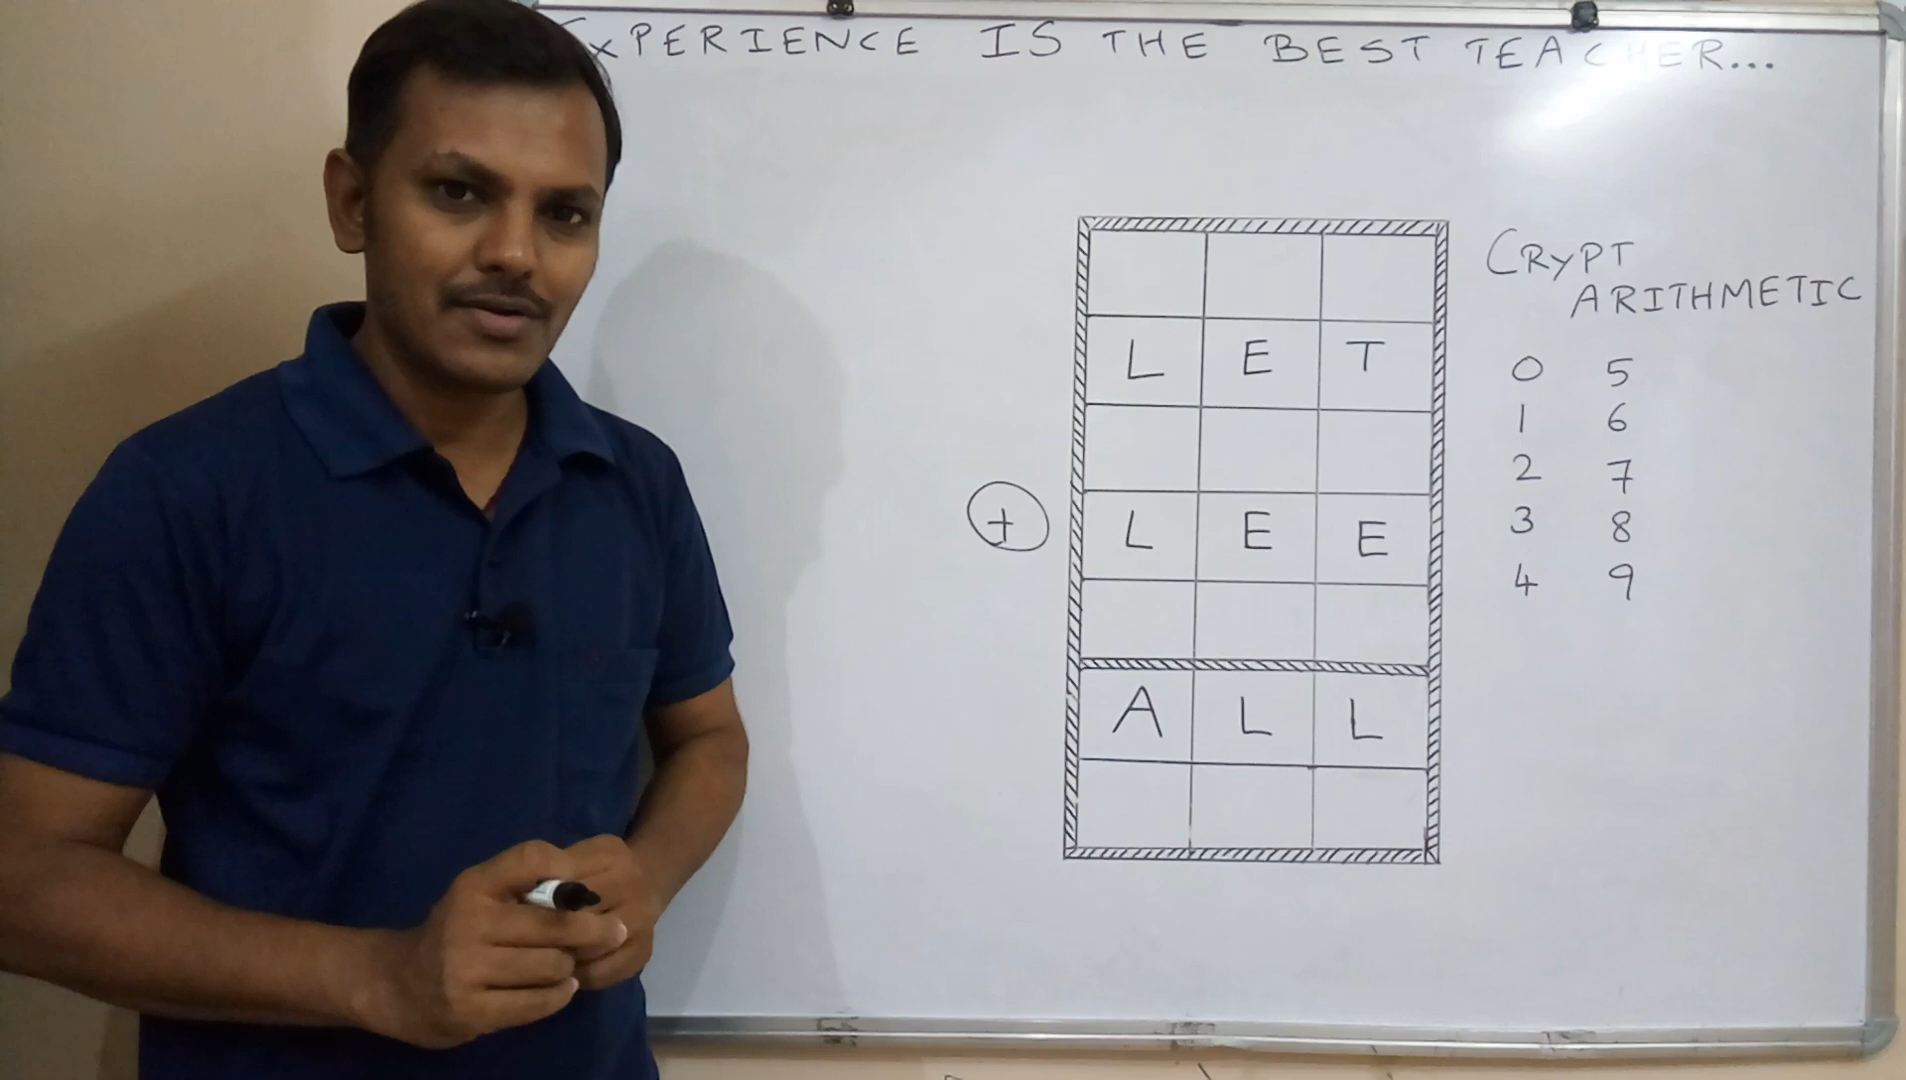 EXPERIENCE IS THE BEST TEACHER...
CRYPT
ARITHMETIC
L E T
+ L E E
A L L
0 5
1 6
2 7
3 8
4 9